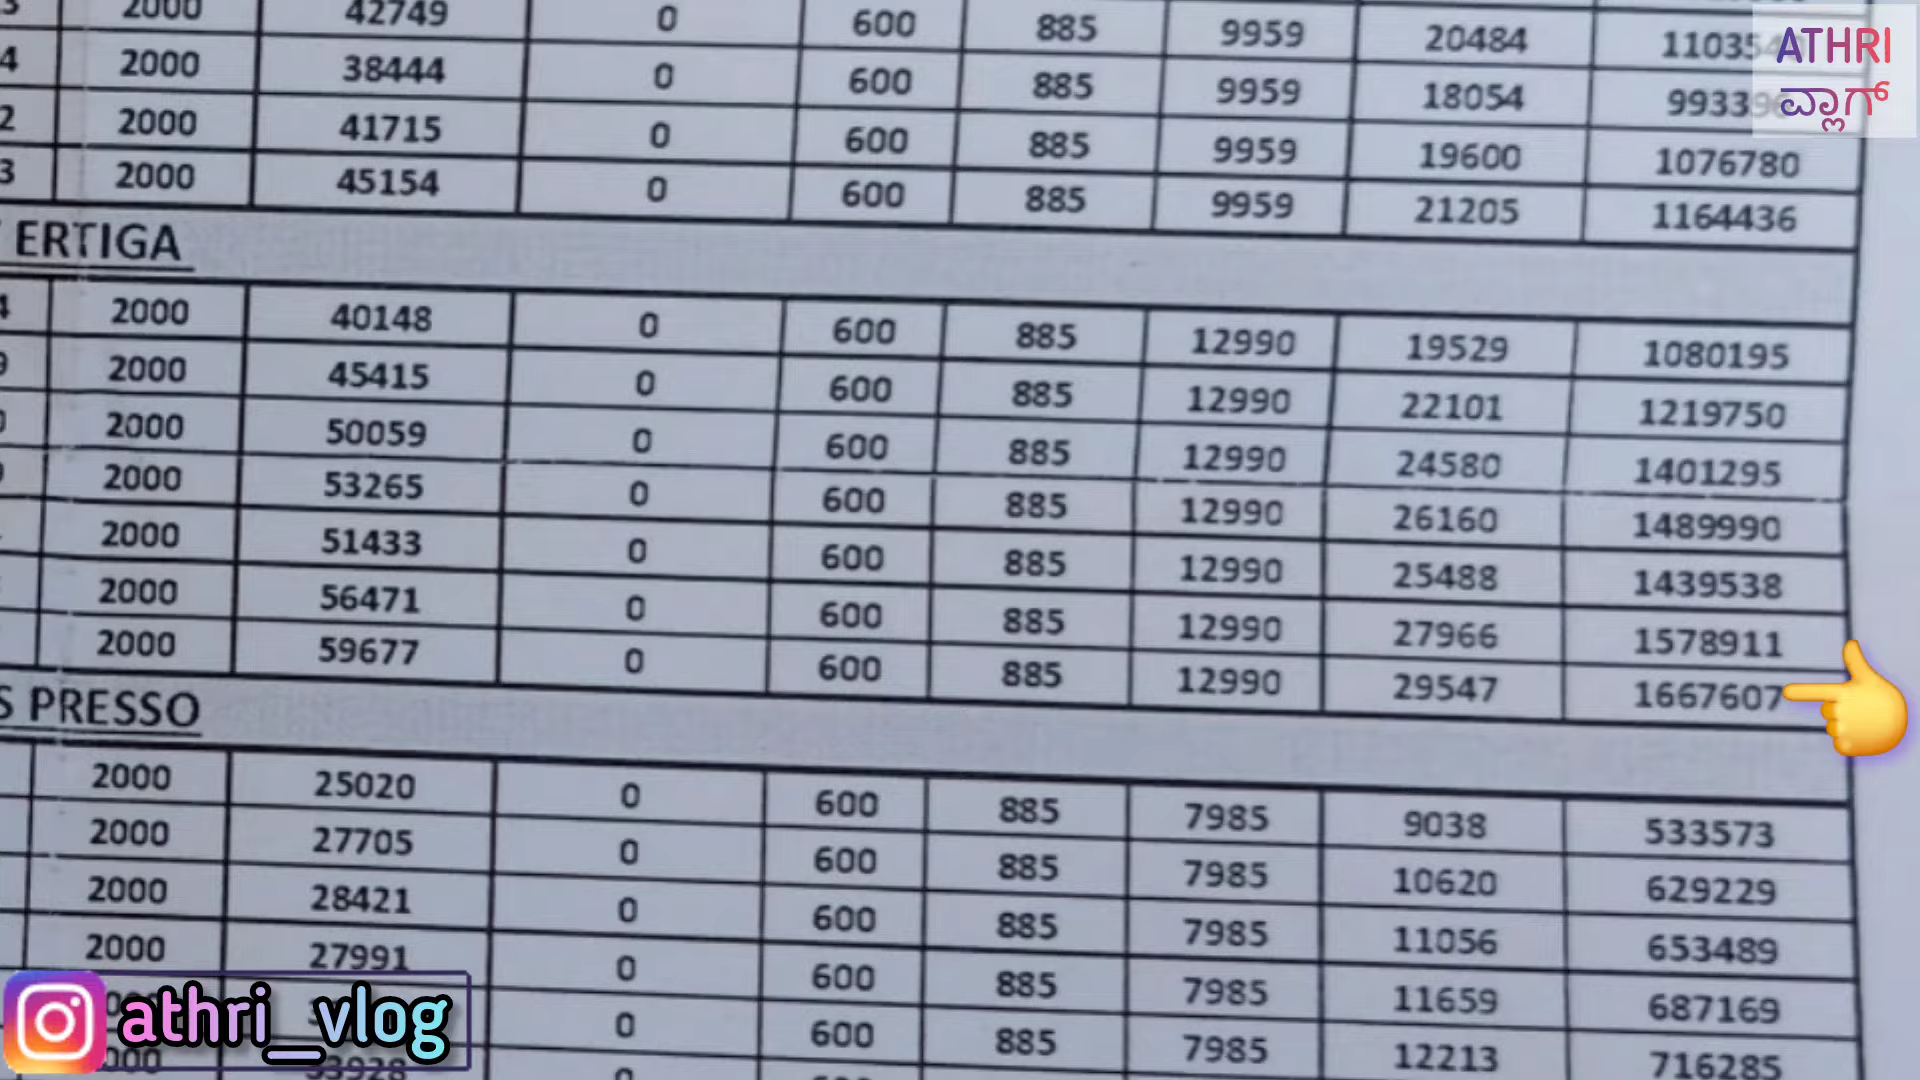 2000 42749 0 600 885 9959 20484
4 2000 38444 0 600 885 9959 18054
2 2000 41715 0 600 885 9959 19600 1076780
3 2000 45154 0 600 885 9959 21205 1164436
ATHRI
ವ್ಲಾಗ್
ERTIGA
4 2000 40148 0 600 885 12990 19529 1080195
9 2000 45415 0 600 885 12990 22101 1219750
2000 50059 0 600 885 12990 24580 1401295
2000 53265 0 600 885 12990 26160 1489990
2000 51433 0 600 885 12990 25488 1439538
2000 56471 0 600 885 12990 27966 1578911
2000 59677 0 600 885 12990 29547 1667607
S PRESSO
2000 25020 0 600 885 7985 9038 533573
2000 27705 0 600 885 7985 10620 629229
2000 28421 0 600 885 7985 11056 653489
2000 27991 0 600 885 7985 11659 687169
0 600 885 7985 12213 716285
athri_vlog